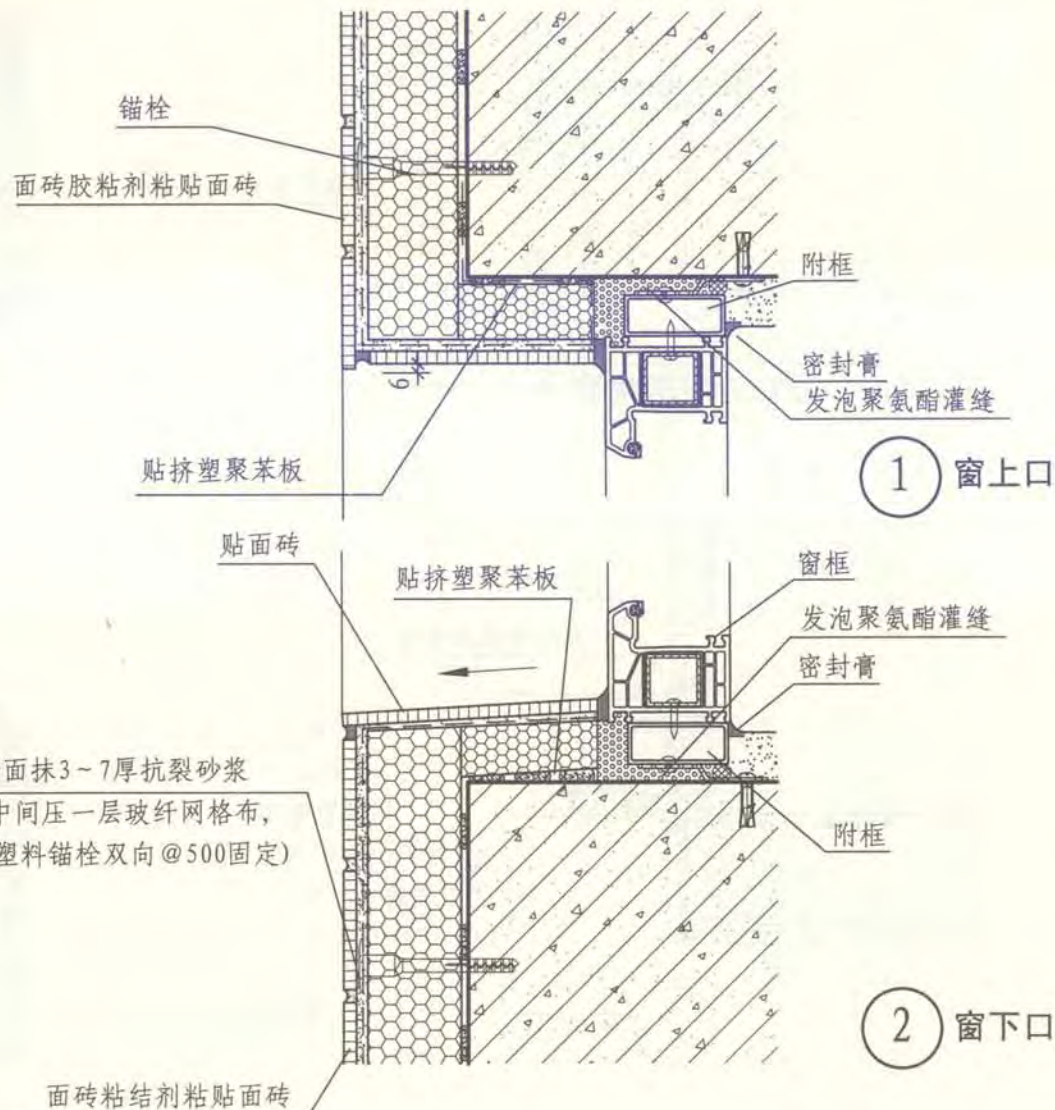 锚栓
面砖胶粘剂粘贴面砖
附框
密封膏
发泡聚氨酯灌缝
6
贴挤塑聚苯板
1 窗上口
贴面砖
贴挤塑聚苯板
窗框
发泡聚氨酯灌缝
密封膏
面抹3~7厚抗裂砂浆
中间压一层玻纤网格布,
塑料锚栓双向@500固定)
附框
2 窗下口
面砖粘结剂粘贴面砖